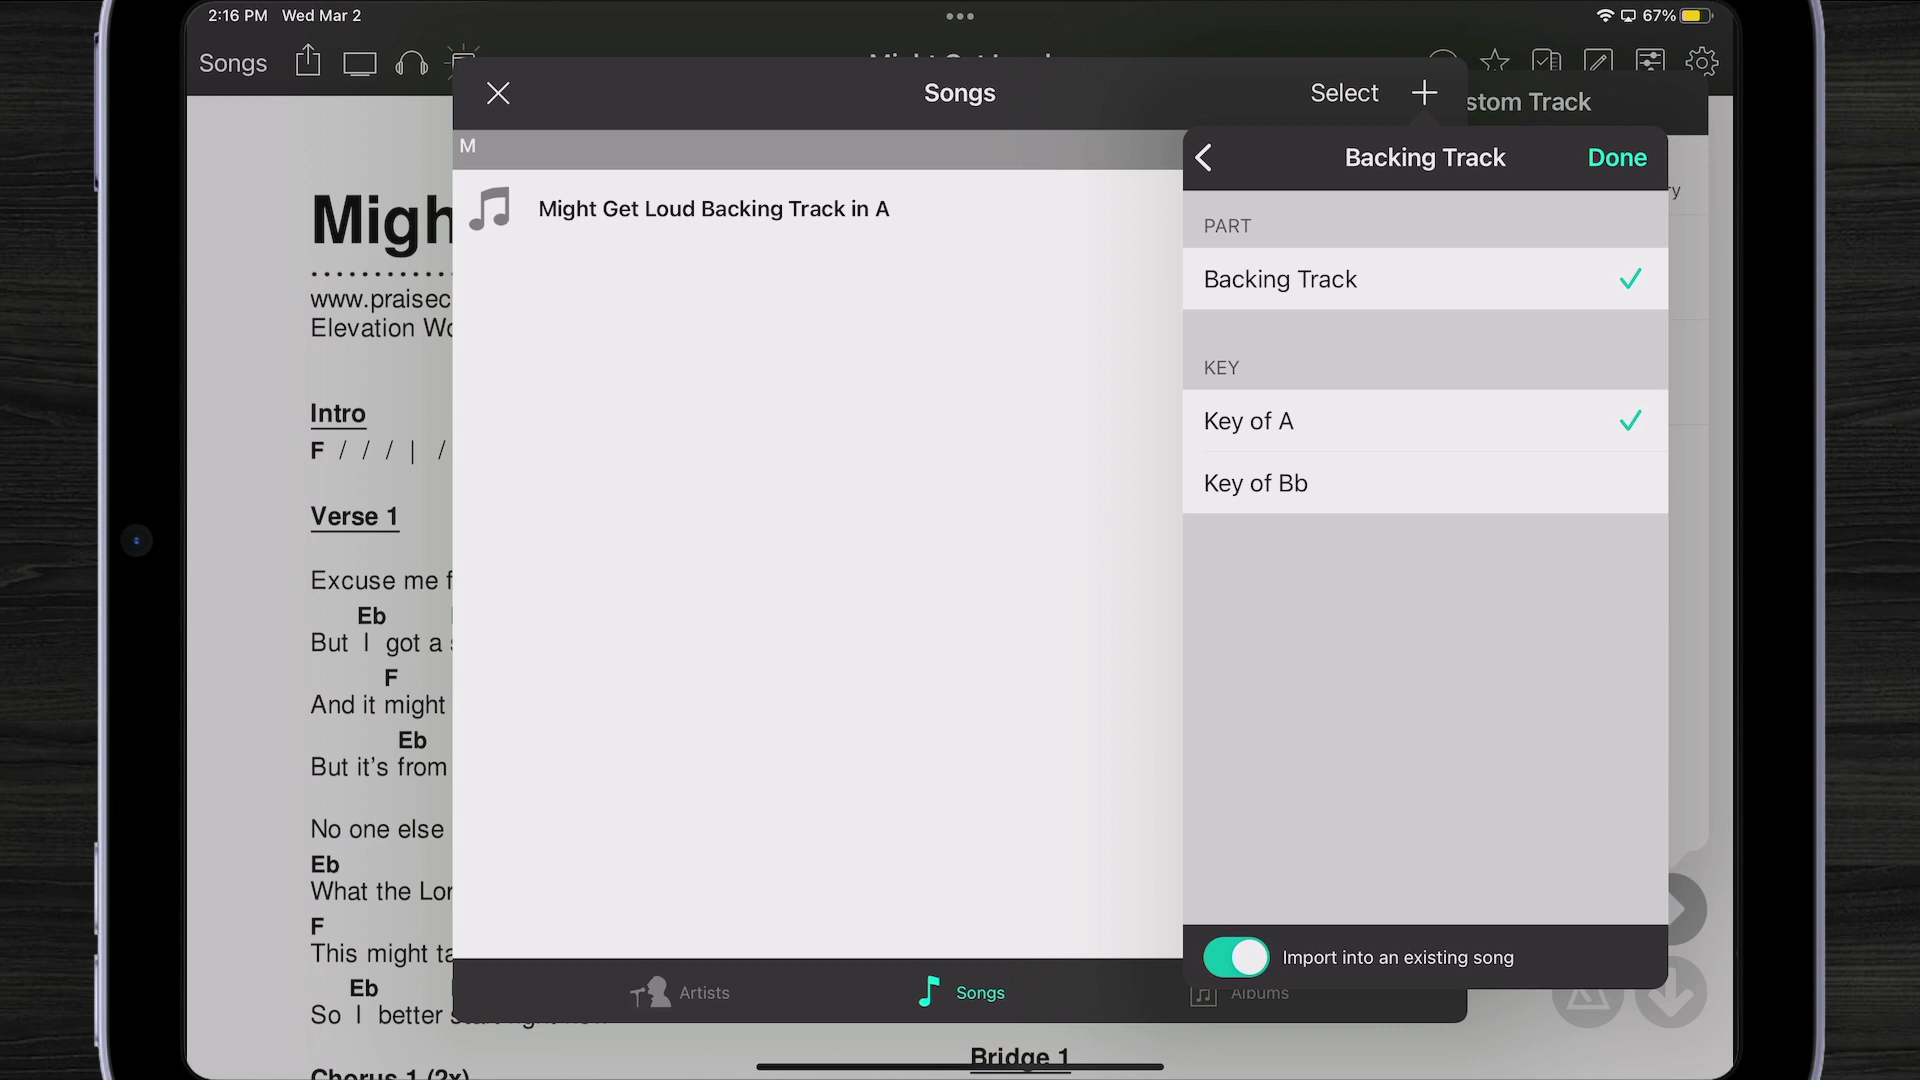 2:16 PM Wed Mar 2
67%
Songs
Songs
Select
stom Track
M
Might Get Loud Backing Track in A
Backing Track
Done
PART
Backing Track
KEY
Key of A
Key of Bb
Import into an existing song
Artists
Songs
Albums
Migh
www.praisec
Elevation Wo
Intro
F / / / | /
Verse 1
Excuse me f
Eb
But I got a s
F
And it might
Eb
But it's from
No one else
Eb
What the Lor
F
This might ta
Eb
So I better start right now
Chorus 1 (2x)
Bridge 1